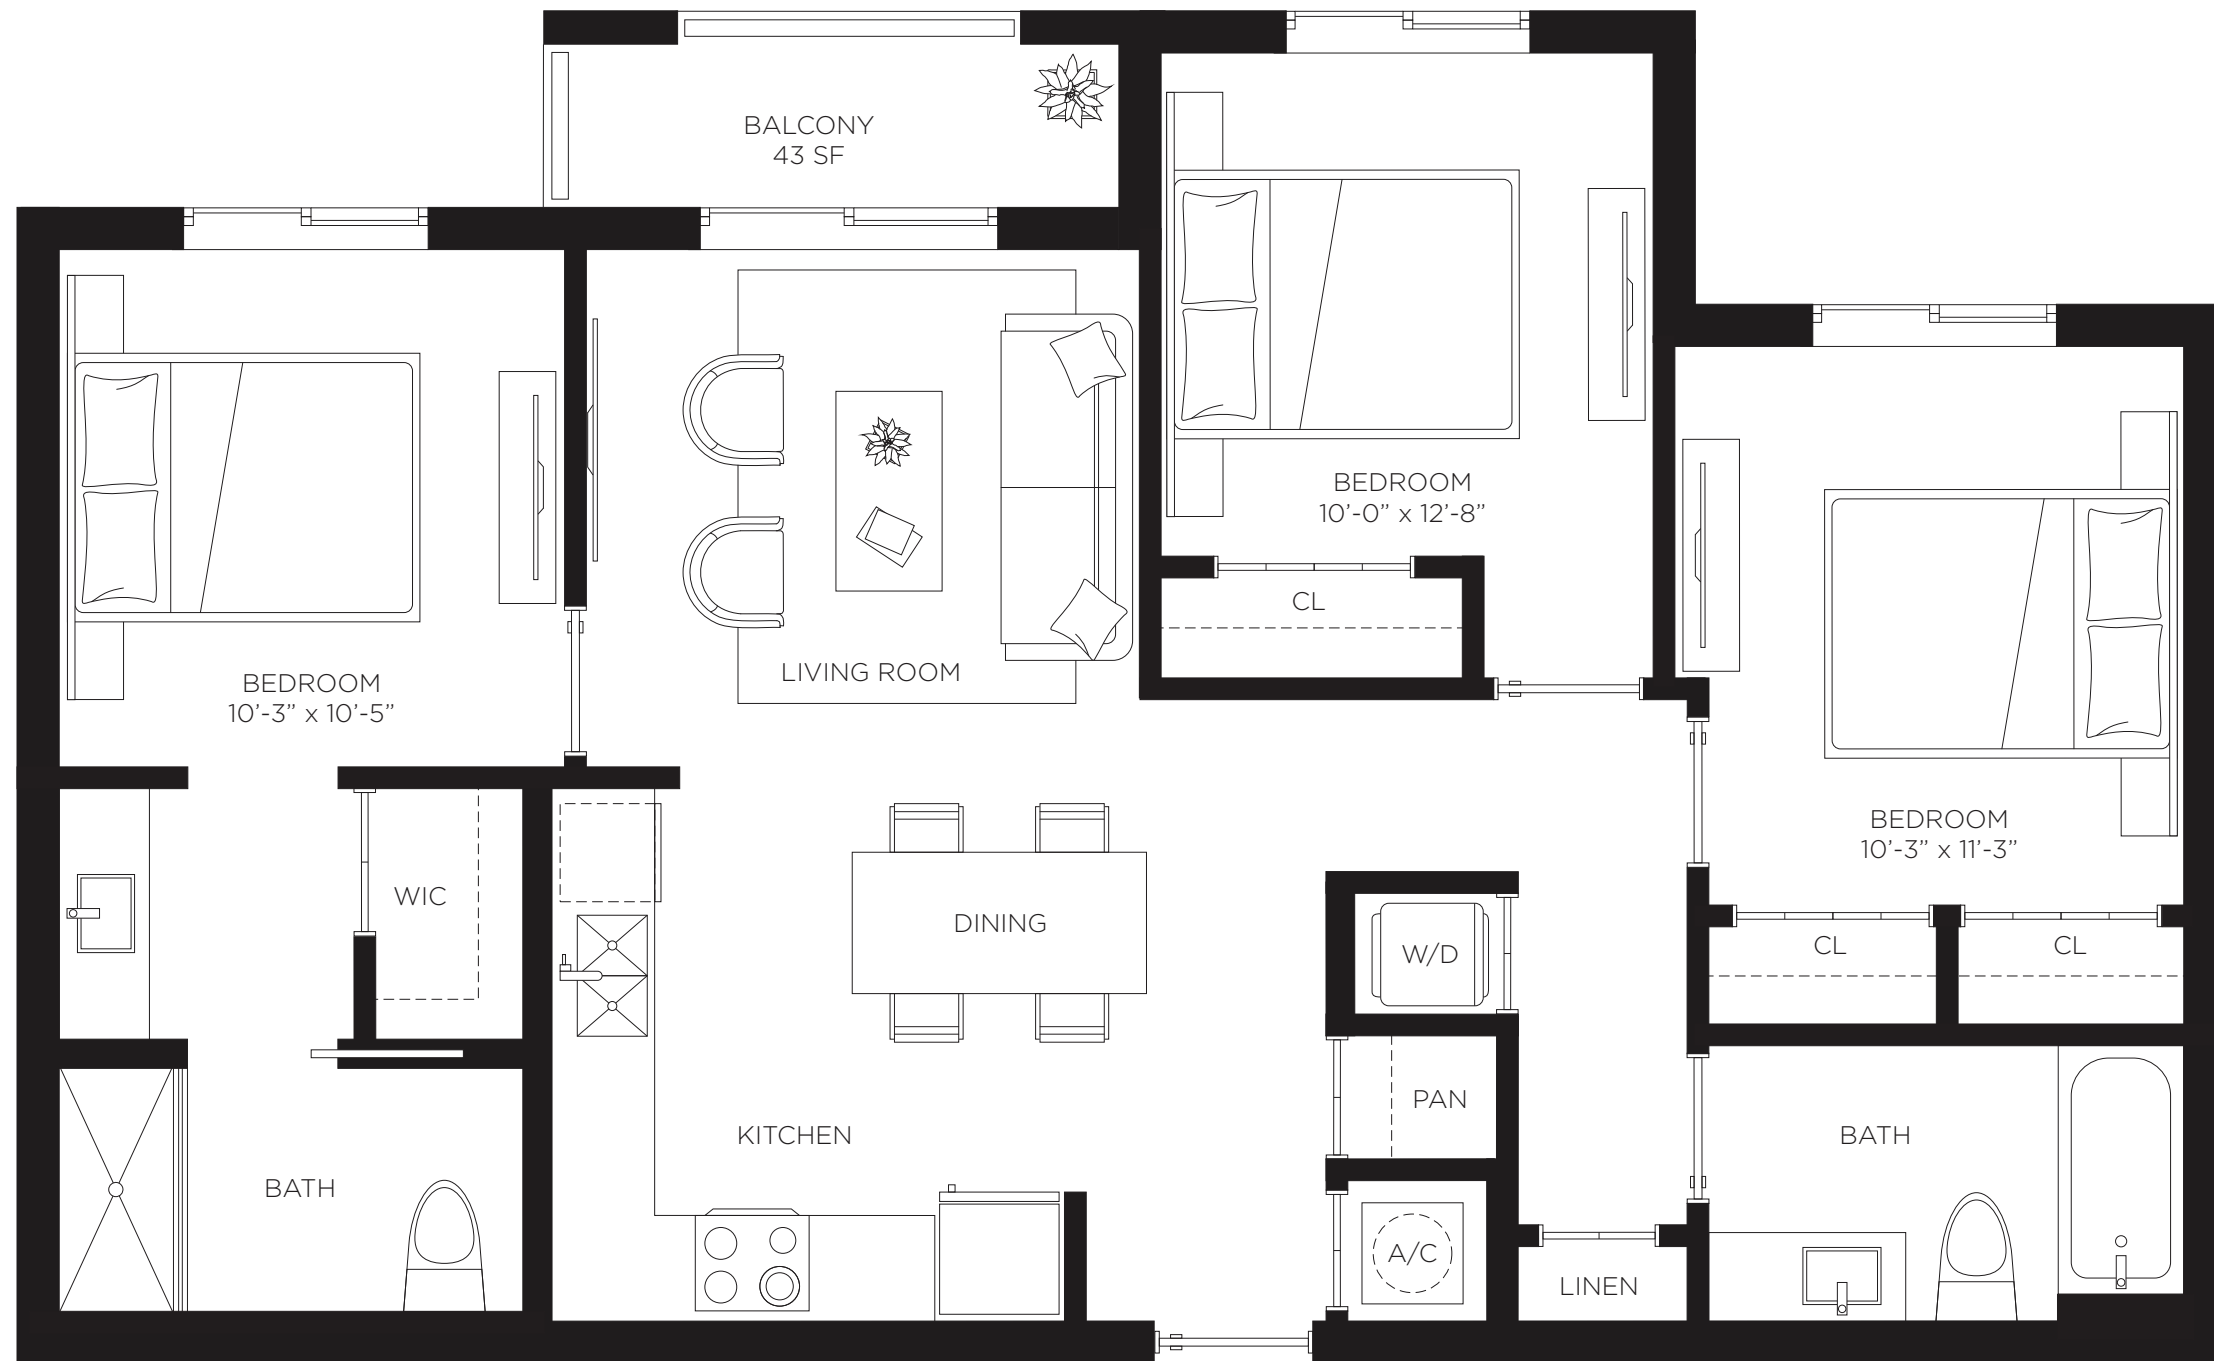 BALCONY
43 SF
BEDROOM
10’-0” x 12’-8”
CL
LIVING ROOM
BEDROOM
10’-3” x 10’-5”
BEDROOM
10’-3” x 11’-3”
WIC
DINING
W/D
CL
CL
PAN
KITCHEN
BATH
BATH
A/C
LINEN